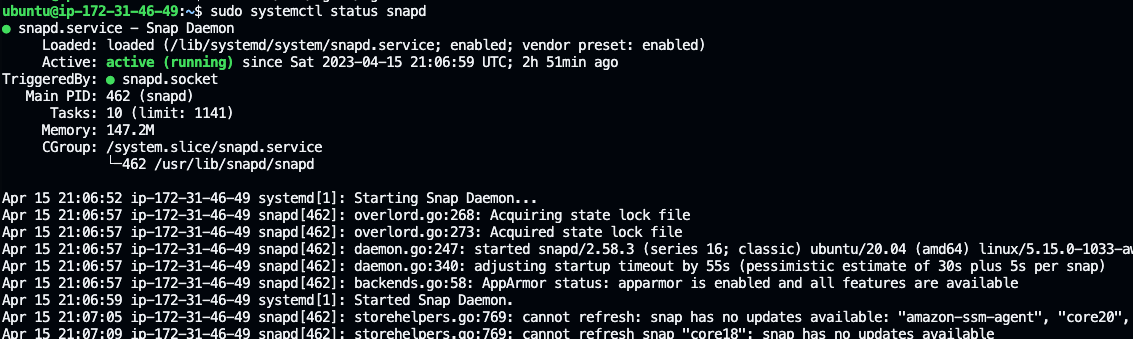 ubuntu@ip-172-31-46-49:~$ sudo systemctl status snapd
● snapd.service - Snap Daemon
     Loaded: loaded (/lib/systemd/system/snapd.service; enabled; vendor preset: enabled)
     Active: active (running) since Sat 2023-04-15 21:06:59 UTC; 2h 51min ago
TriggeredBy: ● snapd.socket
   Main PID: 462 (snapd)
      Tasks: 10 (limit: 1141)
     Memory: 147.2M
     CGroup: /system.slice/snapd.service
             └─462 /usr/lib/snapd/snapd
Apr 15 21:06:52 ip-172-31-46-49 systemd[1]: Starting Snap Daemon...
Apr 15 21:06:57 ip-172-31-46-49 snapd[462]: overlord.go:268: Acquiring state lock file
Apr 15 21:06:57 ip-172-31-46-49 snapd[462]: overlord.go:273: Acquired state lock file
Apr 15 21:06:57 ip-172-31-46-49 snapd[462]: daemon.go:247: started snapd/2.58.3 (series 16; classic) ubuntu/20.04 (amd64) linux/5.15.0-1033-aw
Apr 15 21:06:57 ip-172-31-46-49 snapd[462]: daemon.go:340: adjusting startup timeout by 55s (pessimistic estimate of 30s plus 5s per snap)
Apr 15 21:06:57 ip-172-31-46-49 snapd[462]: backends.go:58: AppArmor status: apparmor is enabled and all features are available
Apr 15 21:06:59 ip-172-31-46-49 systemd[1]: Started Snap Daemon.
Apr 15 21:07:05 ip-172-31-46-49 snapd[462]: storehelpers.go:769: cannot refresh: snap has no updates available: "amazon-ssm-agent", "core20",
Apr 15 21:07:09 ip-172-31-46-49 snapd[462]: storehelpers.go:769: cannot refresh snap "core18": snap has no updates available